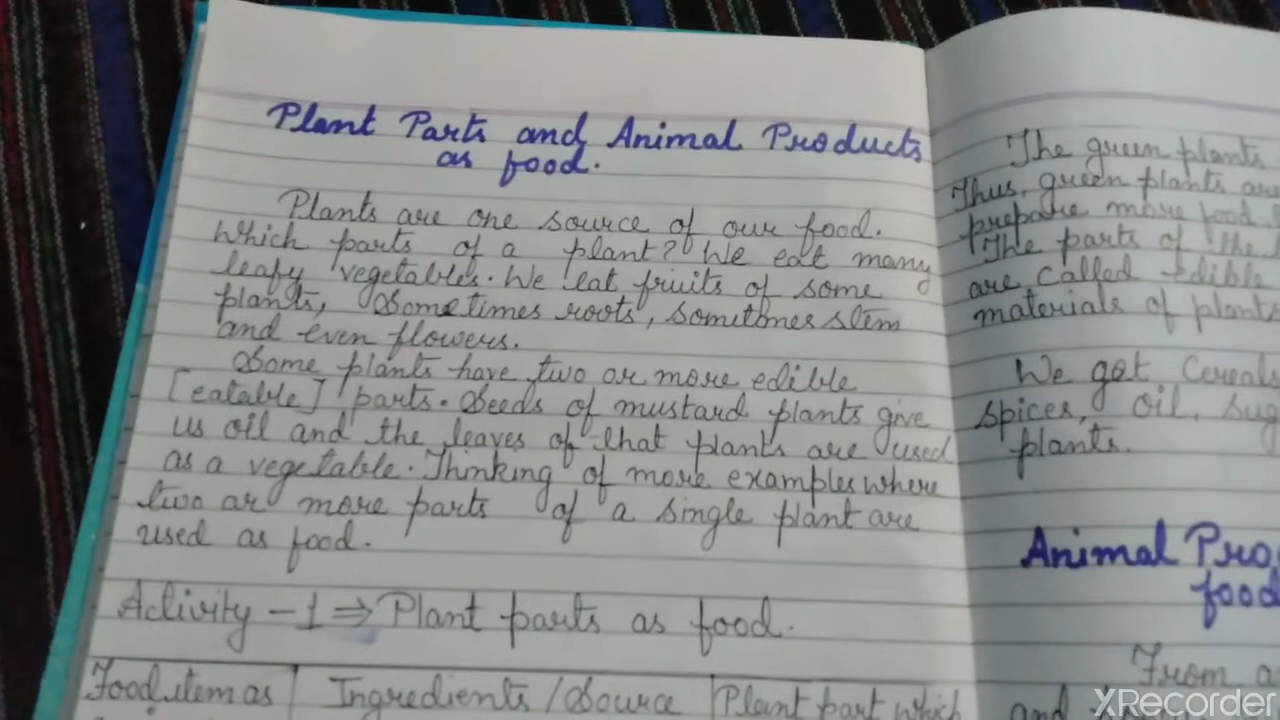 Plant Parts and Animal Products
as food.
Plants are one source of our food.
Which parts of a plant? We eat many
leafy vegetables. We eat fruits of some
plants, Sometimes roots, sometimes stem
and even flowers.
Some plants have two or more edible
[eatable] parts. Seeds of mustard plants give
us oil and the leaves of that plants are used
as a vegetable. Thinking of more examples where
two or more parts of a single plant are
used as food.
Activity - 1 ⇒ Plant parts as food.
Food item as | Ingredients / Source | Plant part which
The green plants
Thus, green plants are
prepare more food
The parts of the
are called edible
materials of plants
We get Cereals
spices, oil, sug
plants.
Animal Pro
food
From a
and
XRecorder